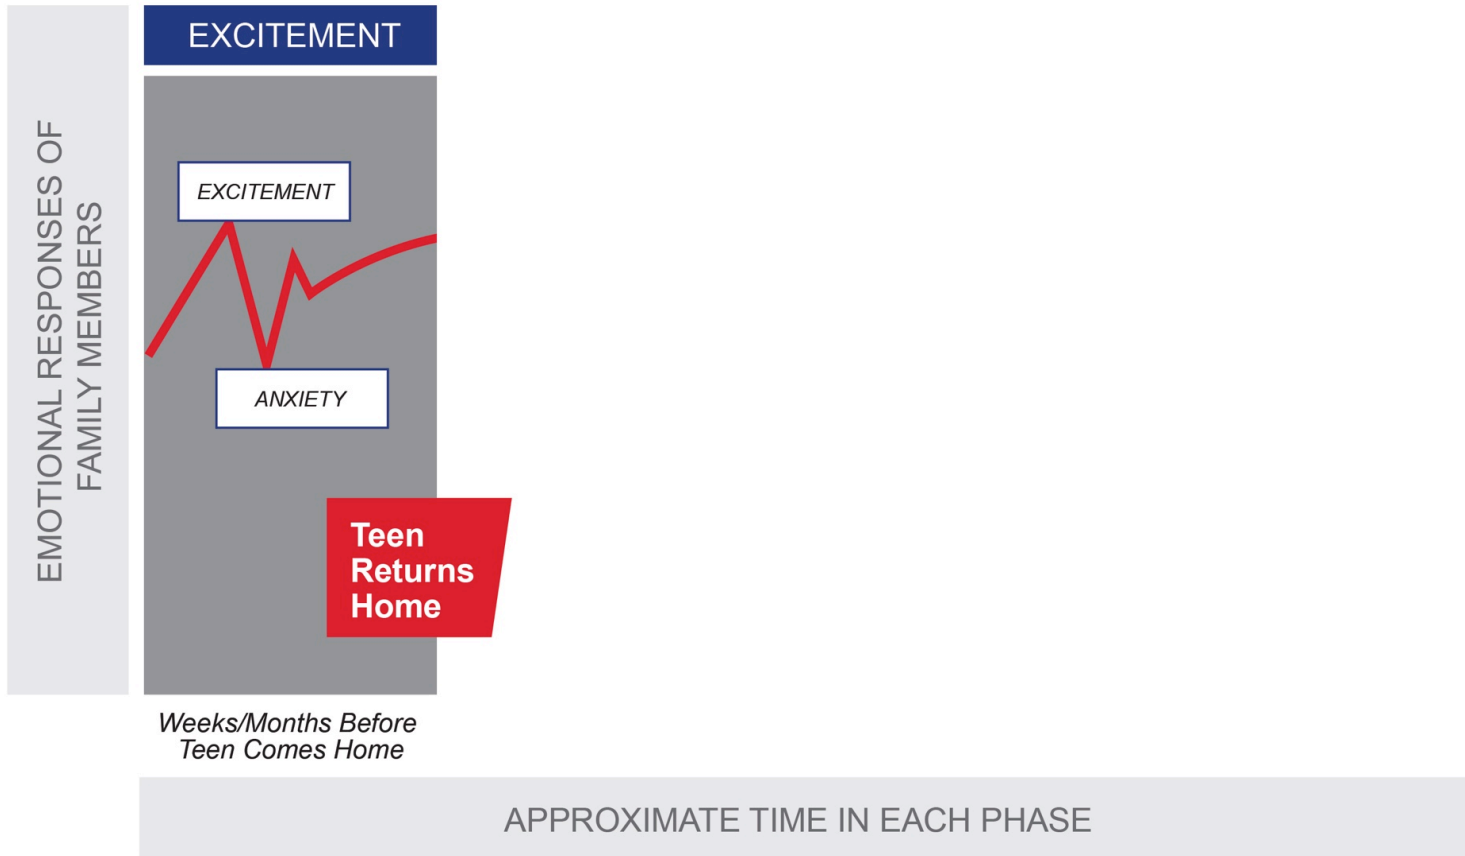 EMOTIONAL RESPONSES OF
FAMILY MEMBERS
EXCITEMENT
EXCITEMENT
ANXIETY
Teen
Returns
Home
Weeks/Months Before
Teen Comes Home
APPROXIMATE TIME IN EACH PHASE